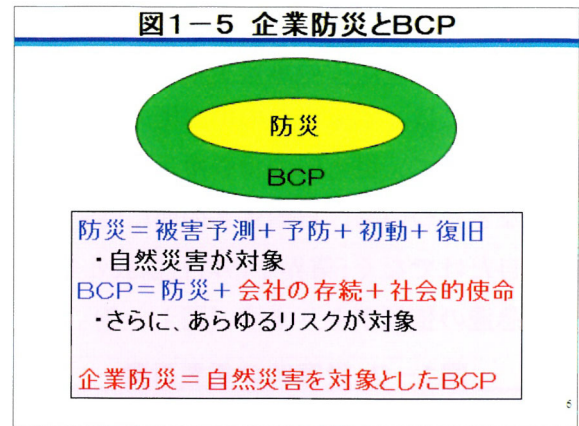 図1－5 企業防災とBCP
防災
BCP
防災＝被害予測＋予防＋初動＋復旧
・自然災害が対象
BCP＝防災＋会社の存続＋社会的使命
・さらに、あらゆるリスクが対象
企業防災＝自然災害を対象としたBCP
5